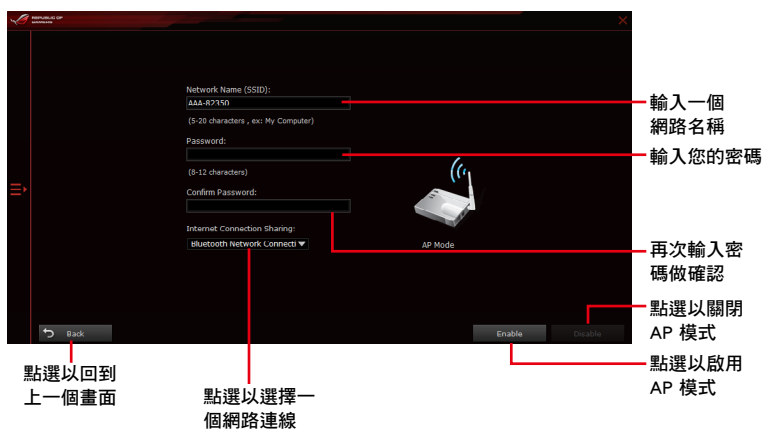 REPUBLIC OF
GAMERS
Network Name (SSID):
AAA-82350
(5-20 characters , ex: My Computer)
Password:
(8-12 characters)
Confirm Password:
Internet Connection Sharing:
Bluetooth Network Connecti
AP Mode
Back
Enable
Disable
輸入一個
網路名稱
輸入您的密碼
再次輸入密
碼做確認
點選以關閉
AP 模式
點選以啟用
AP 模式
點選以回到
上一個畫面
點選以選擇一
個網路連線